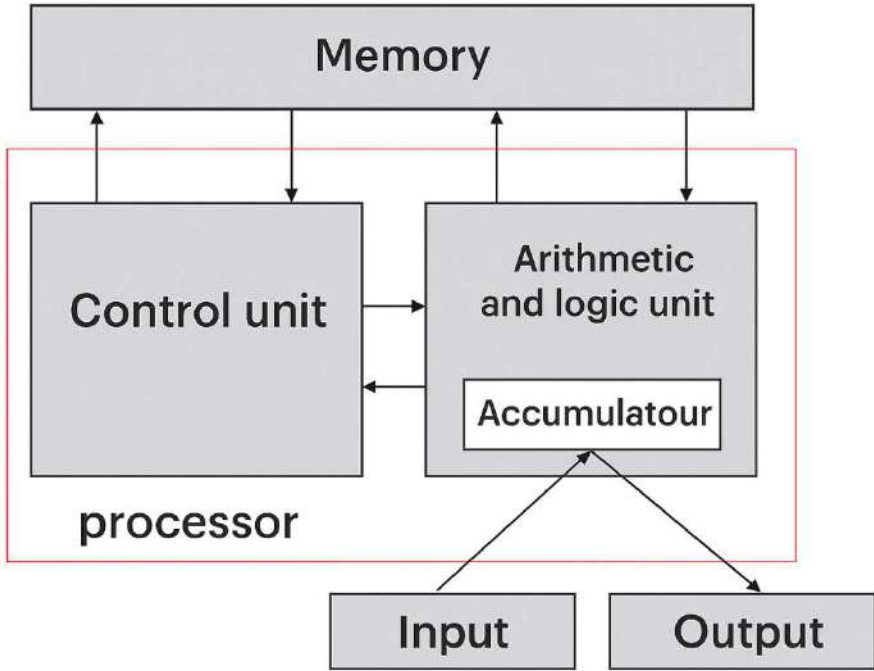 Memory
Control unit
Arithmetic
and logic unit
Accumulatour
processor
Input
Output